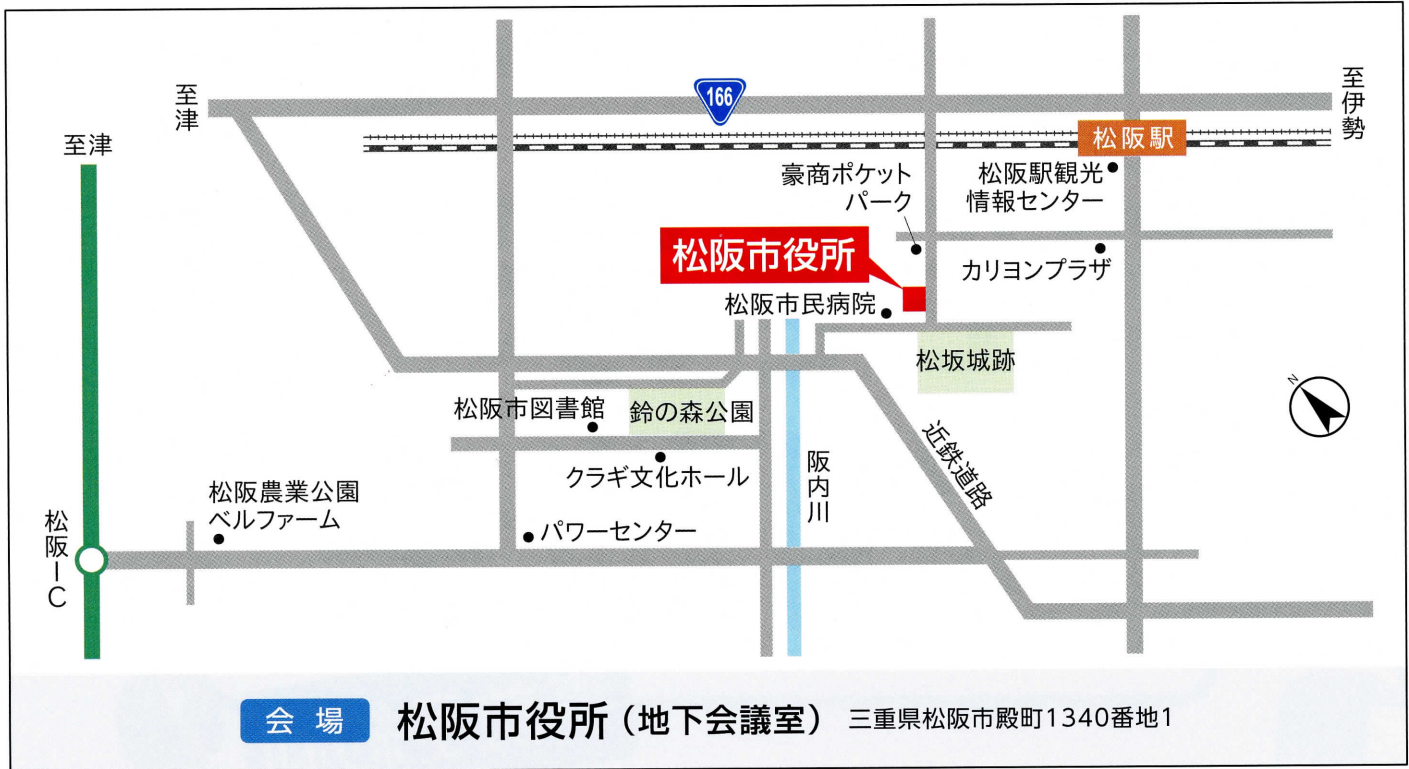 166
至津
至伊勢
至津
松阪駅
豪商ポケット
パーク
松阪駅観光
情報センター
松阪市役所
カリヨンプラザ
松阪市民病院
松坂城跡
N
松阪市図書館
鈴の森公園
近鉄道路
クラギ文化ホール
阪内川
松阪農業公園
ベルファーム
パワーセンター
松阪IC
会場
松阪市役所（地下会議室） 三重県松阪市殿町1340番地1